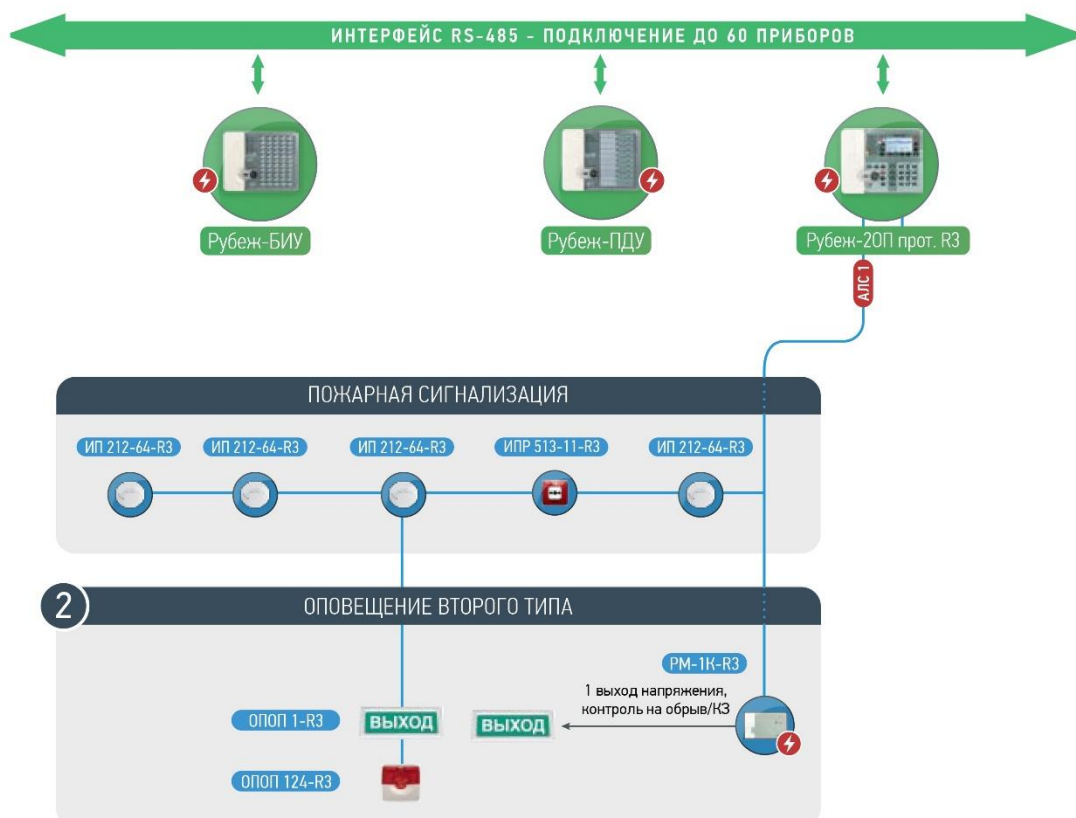 ИНТЕРФЕЙС RS-485 - ПОДКЛЮЧЕНИЕ ДО 60 ПРИБОРОВ
Рубеж-БИУ
Рубеж-ПДУ
Рубеж-2ОП прот. R3
АЛС 1
ПОЖАРНАЯ СИГНАЛИЗАЦИЯ
ИП 212-64-R3
ИП 212-64-R3
ИП 212-64-R3
ИПР 513-11-R3
ИП 212-64-R3
2
ОПОВЕЩЕНИЕ ВТОРОГО ТИПА
РМ-1К-R3
1 выход напряжения,
контроль на обрыв/КЗ
ОПОП 1-R3
ВЫХОД
ВЫХОД
ОПОП 124-R3